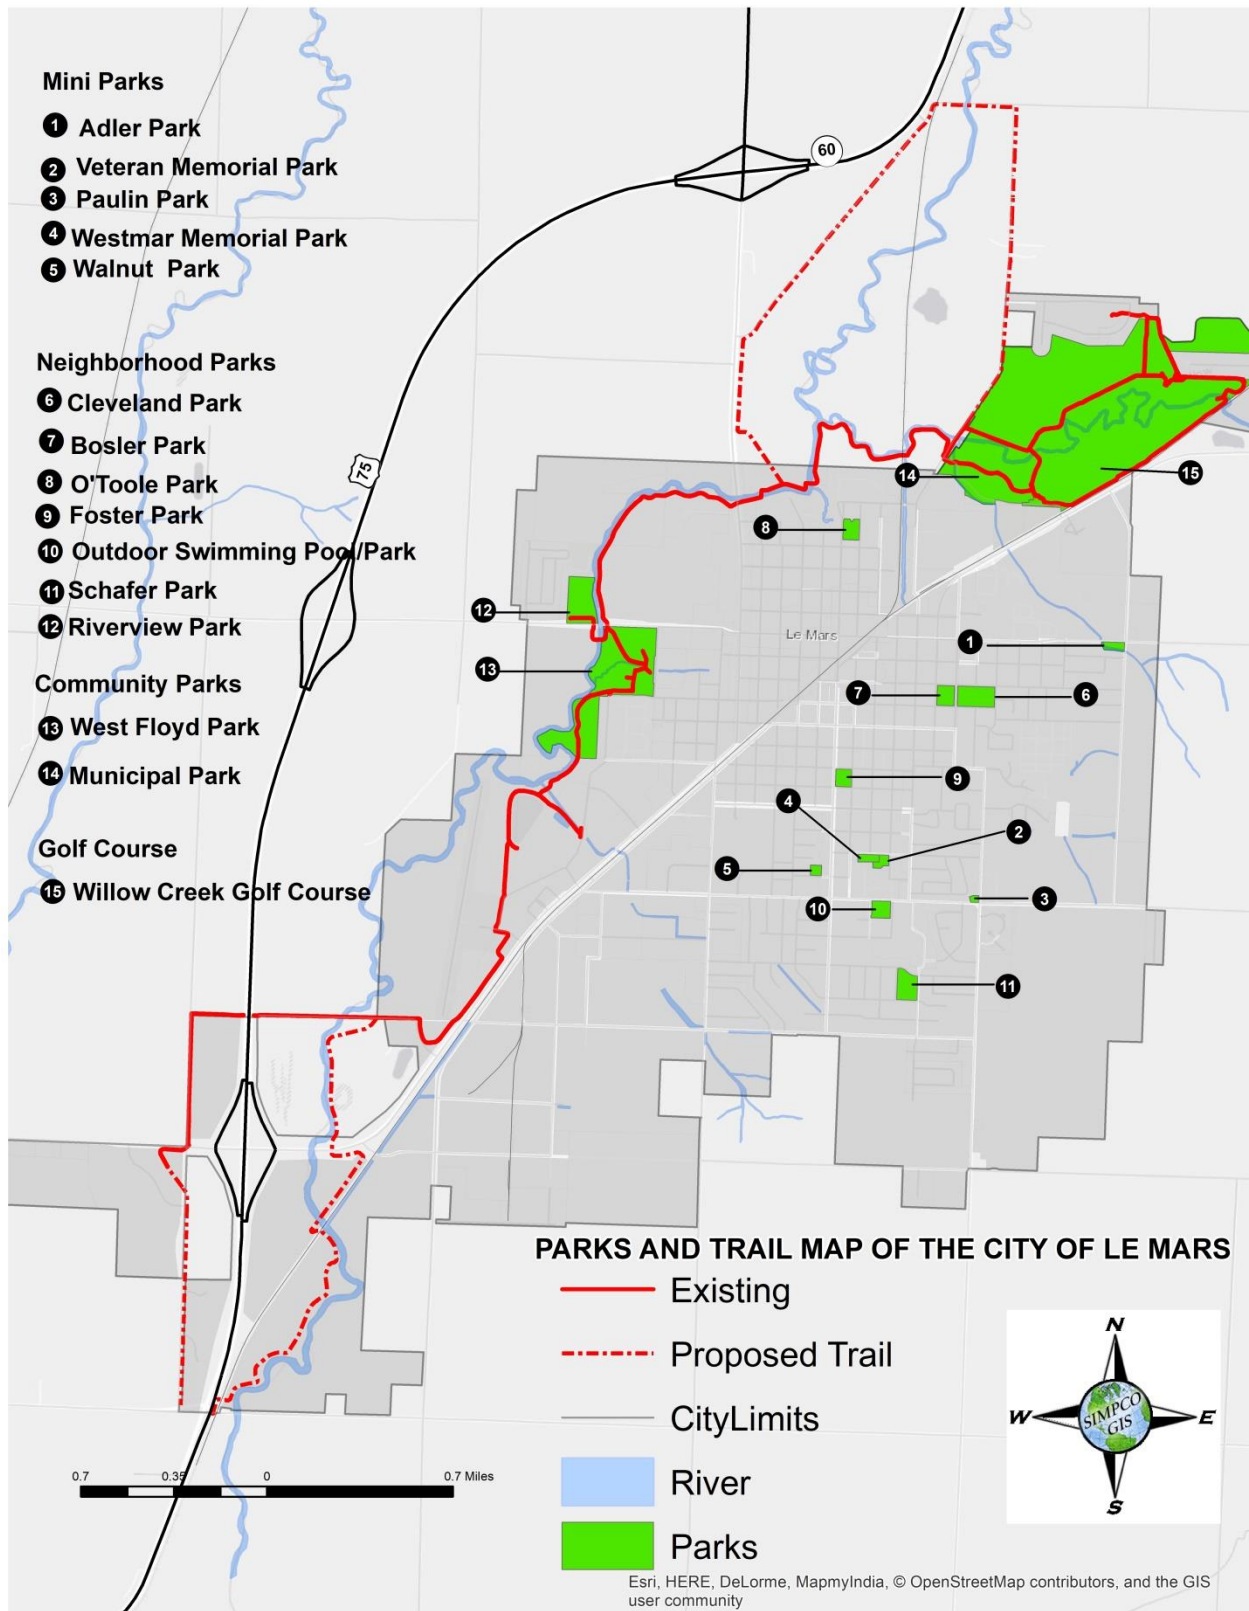 Mini Parks
1 Adler Park
2 Veteran Memorial Park
3 Paulin Park
4 Westmar Memorial Park
5 Walnut Park
Neighborhood Parks
6 Cleveland Park
7 Bosler Park
8 O'Toole Park
9 Foster Park
10 Outdoor Swimming Pool/Park
11 Schafer Park
12 Riverview Park
Community Parks
13 West Floyd Park
14 Municipal Park
Golf Course
15 Willow Creek Golf Course
60
75
14
15
8
12
Le Mars
1
13
7
6
9
4
2
5
3
10
11
PARKS AND TRAIL MAP OF THE CITY OF LE MARS
Existing
Proposed Trail
CityLimits
River
Parks
0.7 0.35 0 0.7 Miles
N
W E
S
SIMPCO
GIS
Esri, HERE, DeLorme, MapmyIndia, © OpenStreetMap contributors, and the GIS
user community